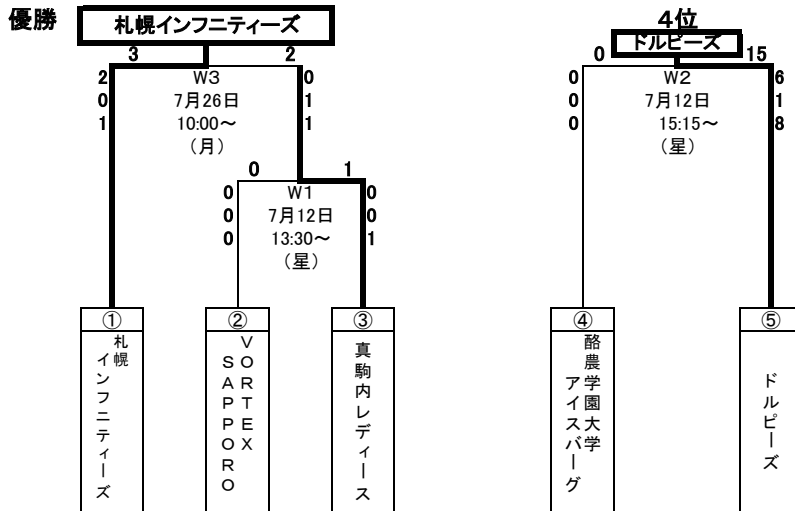 優勝
札幌インフニティーズ
3 2
2 0
0 1
1 1
W3
7月26日
10:00～
（月）
0 1
0 0
0 0
0 1
W1
7月12日
13:30～
（星）
①
札幌
インフニティーズ
②
VORTEX
SAPPORO
③
真駒内レディース
4位
ドルピーズ
0 15
0 6
0 1
0 8
W2
7月12日
15:15～
（星）
④
酪農学園大学
アイスバーグ
⑤
ドルピーズ